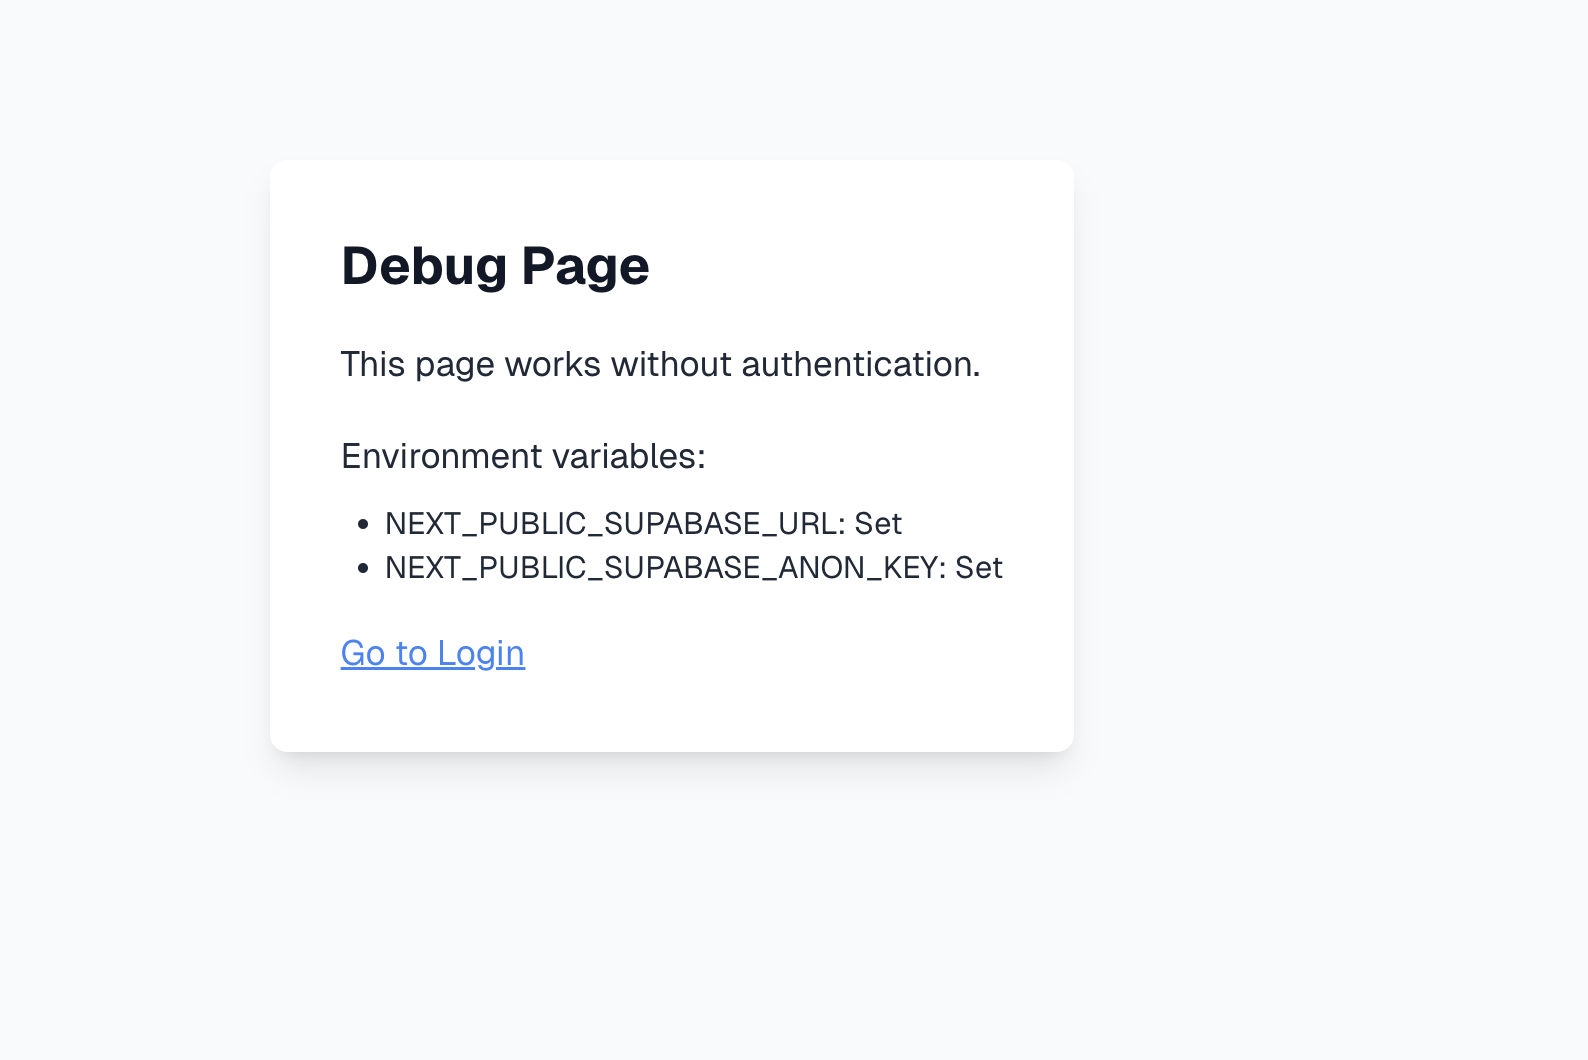 Debug Page
This page works without authentication.
Environment variables:
• NEXT_PUBLIC_SUPABASE_URL: Set
• NEXT_PUBLIC_SUPABASE_ANON_KEY: Set
Go to Login